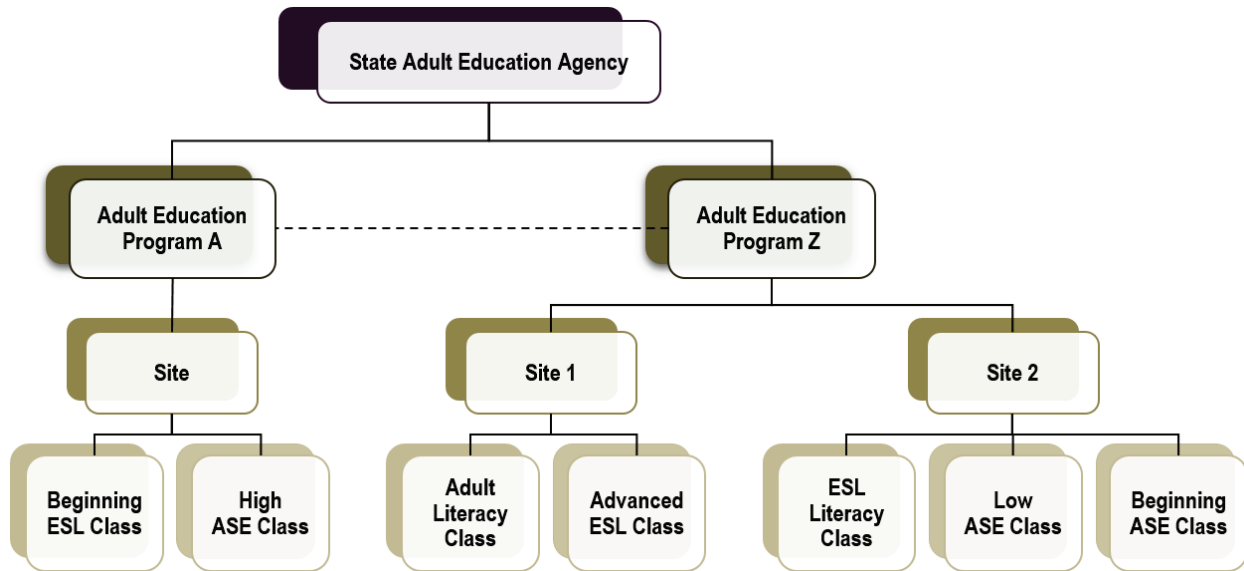 State Adult Education Agency
Adult Education
Program A
Adult Education
Program Z
Site
Site 1
Site 2
Beginning
ESL Class
High
ASE Class
Adult
Literacy
Class
Advanced
ESL Class
ESL
Literacy
Class
Low
ASE Class
Beginning
ASE Class